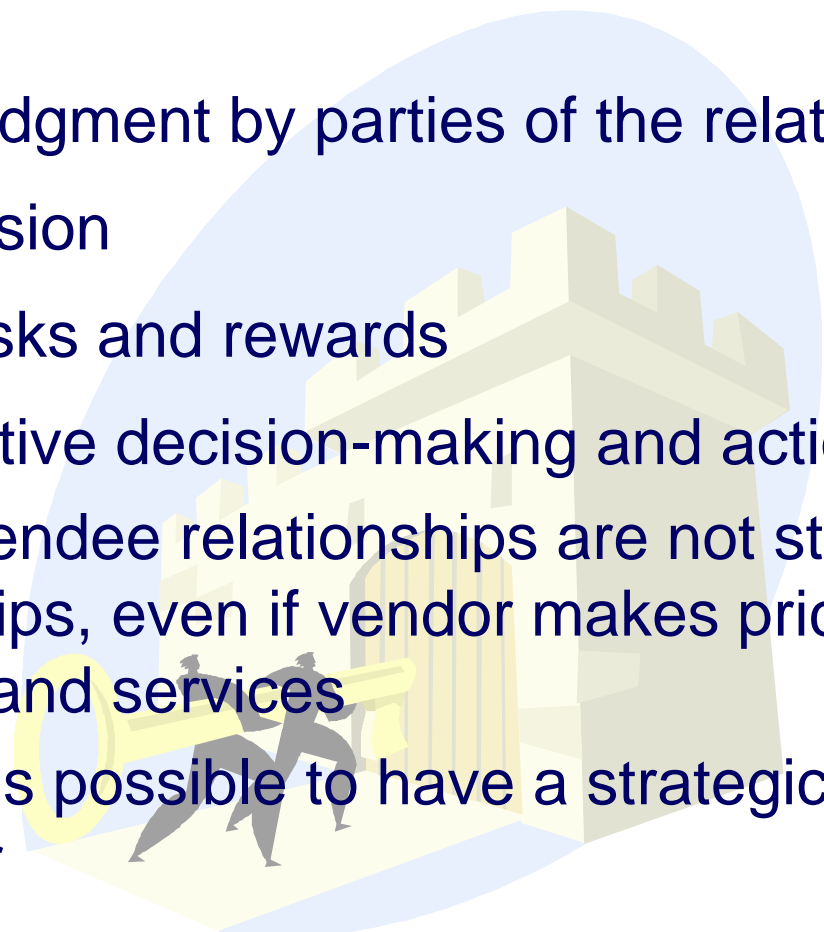 dgment by parties of the relat
sion
sks and rewards
tive decision-making and acti
endee relationships are not st
ips, even if vendor makes pric
and services
s possible to have a strategic